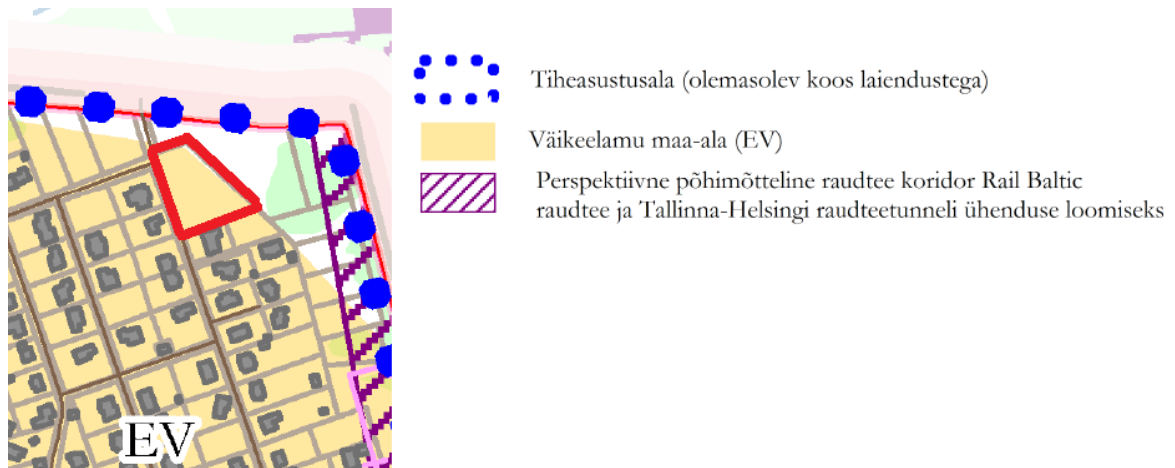 Tiheasustusala (olemasolev koos laiendustega)
Väikeelamu maa-ala (EV)
Perspektiivne põhimõtteline raudtee koridor Rail Baltic
raudtee ja Tallinna-Helsingi raudteetunneli ühenduse loomiseks
EV